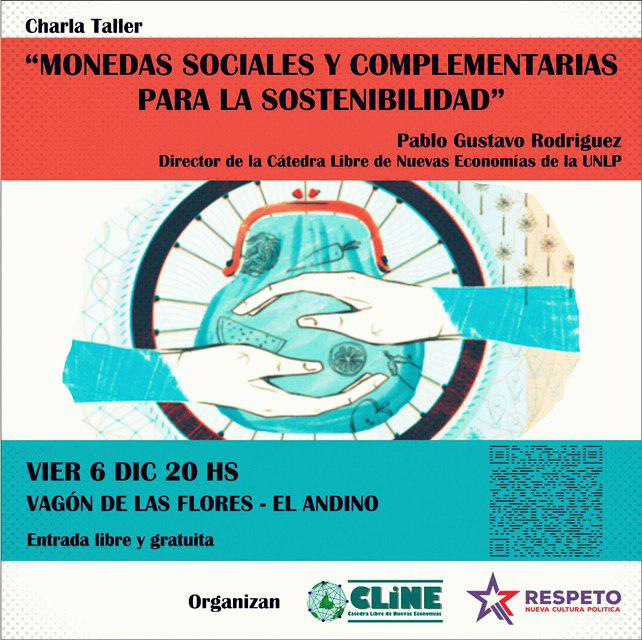 Charla Taller
“MONEDAS SOCIALES Y COMPLEMENTARIAS
PARA LA SOSTENIBILIDAD”
Pablo Gustavo Rodriguez
Director de la Cátedra Libre de Nuevas Economías de la UNLP
VIER 6 DIC 20 HS
VAGÓN DE LAS FLORES - EL ANDINO
Entrada libre y gratuita
Organizan
CLiNE
Cátedra Libre de Nuevas Economías
RESPETO
NUEVA CULTURA POLITICA